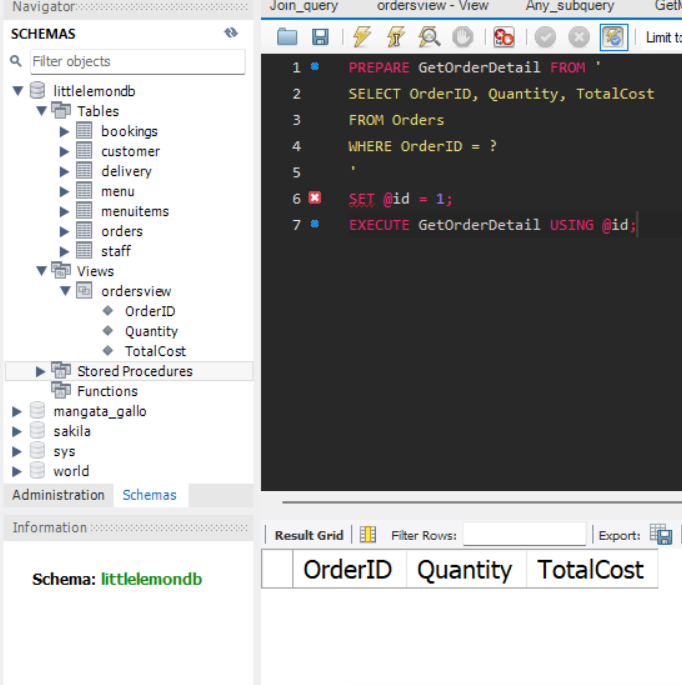 Navigator
SCHEMAS
Filter objects
littlelemondb
Tables
bookings
customer
delivery
menu
menuitems
orders
staff
Views
ordersview
OrderID
Quantity
TotalCost
Stored Procedures
Functions
mangata_gallo
sakila
sys
world
Administration Schemas
Information
Schema: littlelemondb
Join_query ordersview - View Any_subquery
Limit
1 PREPARE GetOrderDetail FROM '
2 SELECT OrderID, Quantity, TotalCost
3 FROM Orders
4 WHERE OrderID = ?
5 '
6 SET @id = 1;
7 EXECUTE GetOrderDetail USING @id;
Result Grid Filter Rows: Export:
OrderID Quantity TotalCost